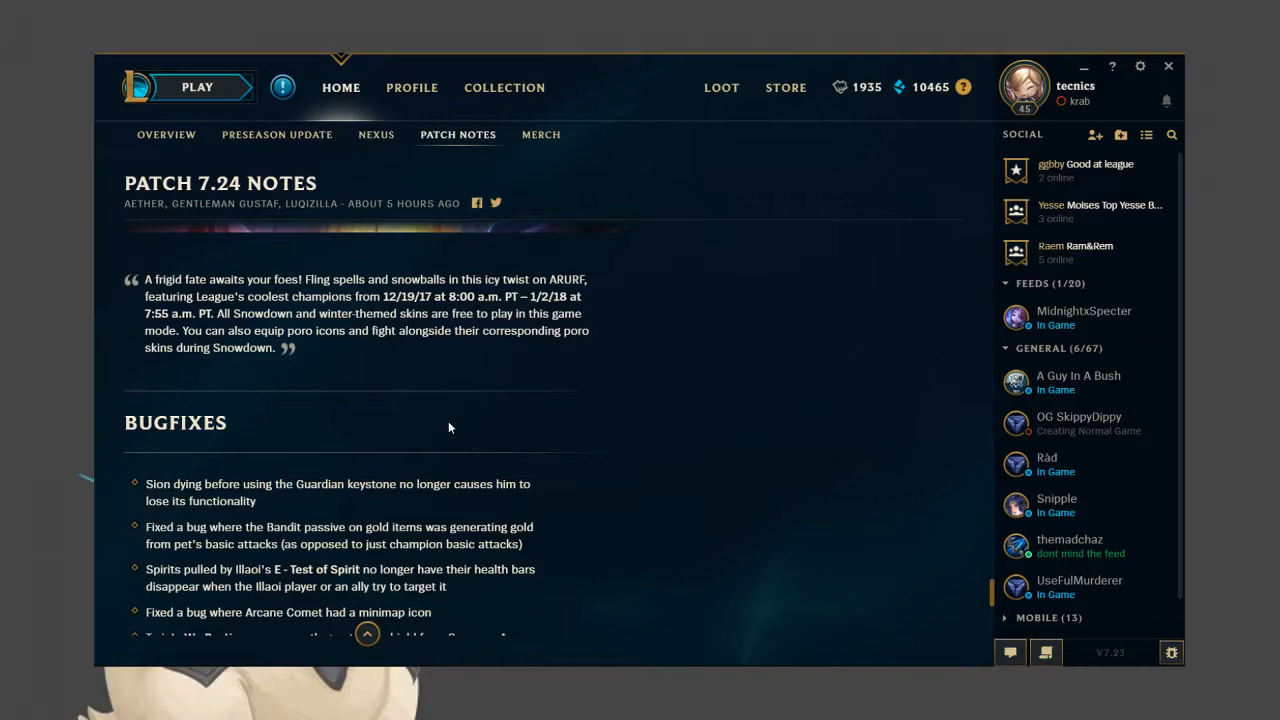 PLAY
HOME
PROFILE
COLLECTION
LOOT
STORE
1935
10465
?
?
tecnics
45
krab
OVERVIEW
PRESEASON UPDATE
NEXUS
PATCH NOTES
MERCH
PATCH 7.24 NOTES
AETHER, GENTLEMAN GUSTAF, LUQIZILLA - ABOUT 5 HOURS AGO
“ A frigid fate awaits your foes! Fling spells and snowballs in this icy twist on ARURF,
featuring League's coolest champions from 12/19/17 at 8:00 a.m. PT – 1/2/18 at
7:55 a.m. PT. All Snowdown and winter-themed skins are free to play in this game
mode. You can also equip poro icons and fight alongside their corresponding poro
skins during Snowdown. ”
BUGFIXES
Sion dying before using the Guardian keystone no longer causes him to
lose its functionality
Fixed a bug where the Bandit passive on gold items was generating gold
from pet's basic attacks (as opposed to just champion basic attacks)
Spirits pulled by Illaoi's E - Test of Spirit no longer have their health bars
disappear when the Illaoi player or an ally try to target it
Fixed a bug where Arcane Comet had a minimap icon
SOCIAL
ggbby Good at league
2 online
Yesse Moises Top Yesse B...
3 online
Raem Ram&Rem
5 online
FEEDS (1/20)
MidnightxSpecter
In Game
GENERAL (6/67)
A Guy In A Bush
In Game
OG SkippyDippy
Creating Normal Game
Ràd
In Game
Snipple
In Game
themadchaz
dont mind the feed
UseFulMurderer
In Game
MOBILE (13)
V7.23